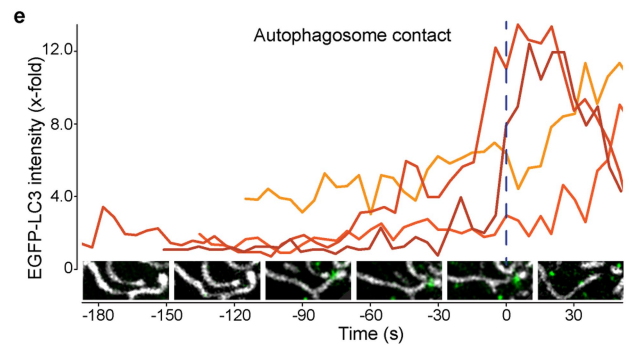 e
Autophagosome contact
EGFP-LC3 intensity (x-fold)
12.0
8.0
4.0
0
-180 -150 -120 -90 -60 -30 0 30
Time (s)